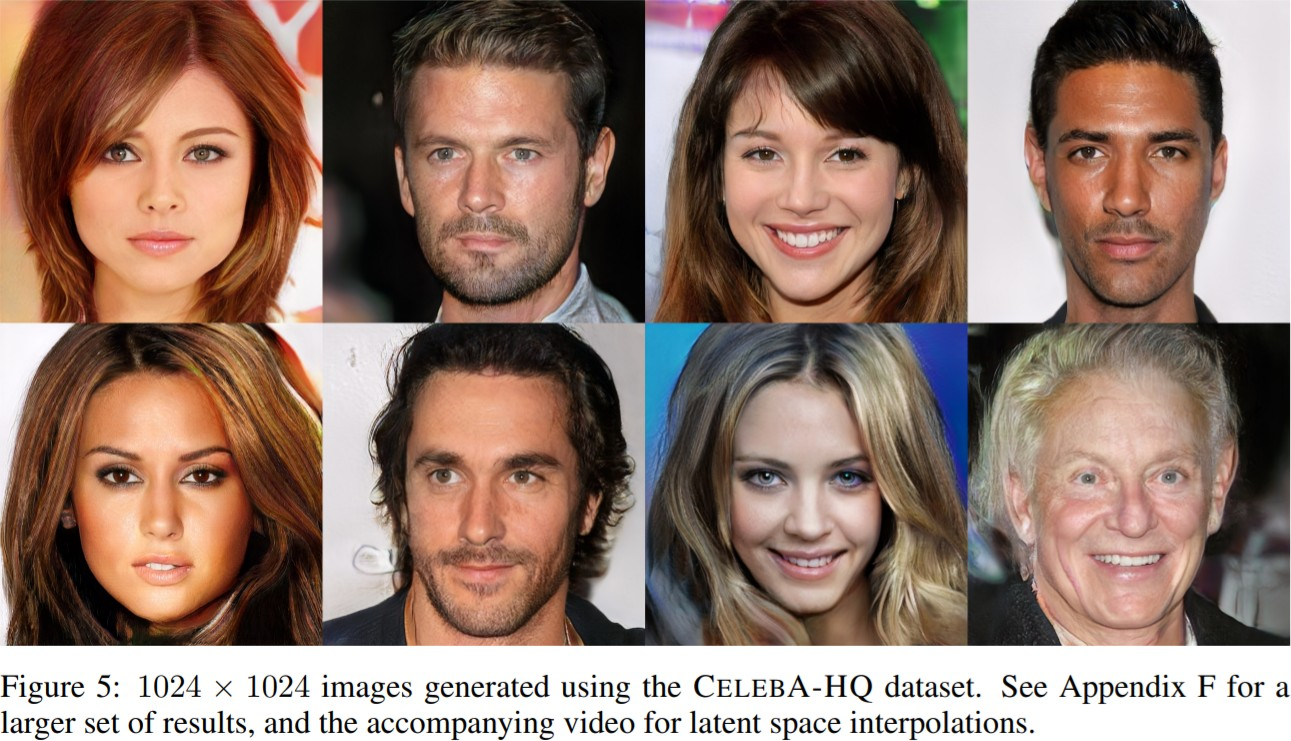 Figure 5: 1024 × 1024 images generated using the CELEBA-HQ dataset. See Appendix F for a
larger set of results, and the accompanying video for latent space interpolations.